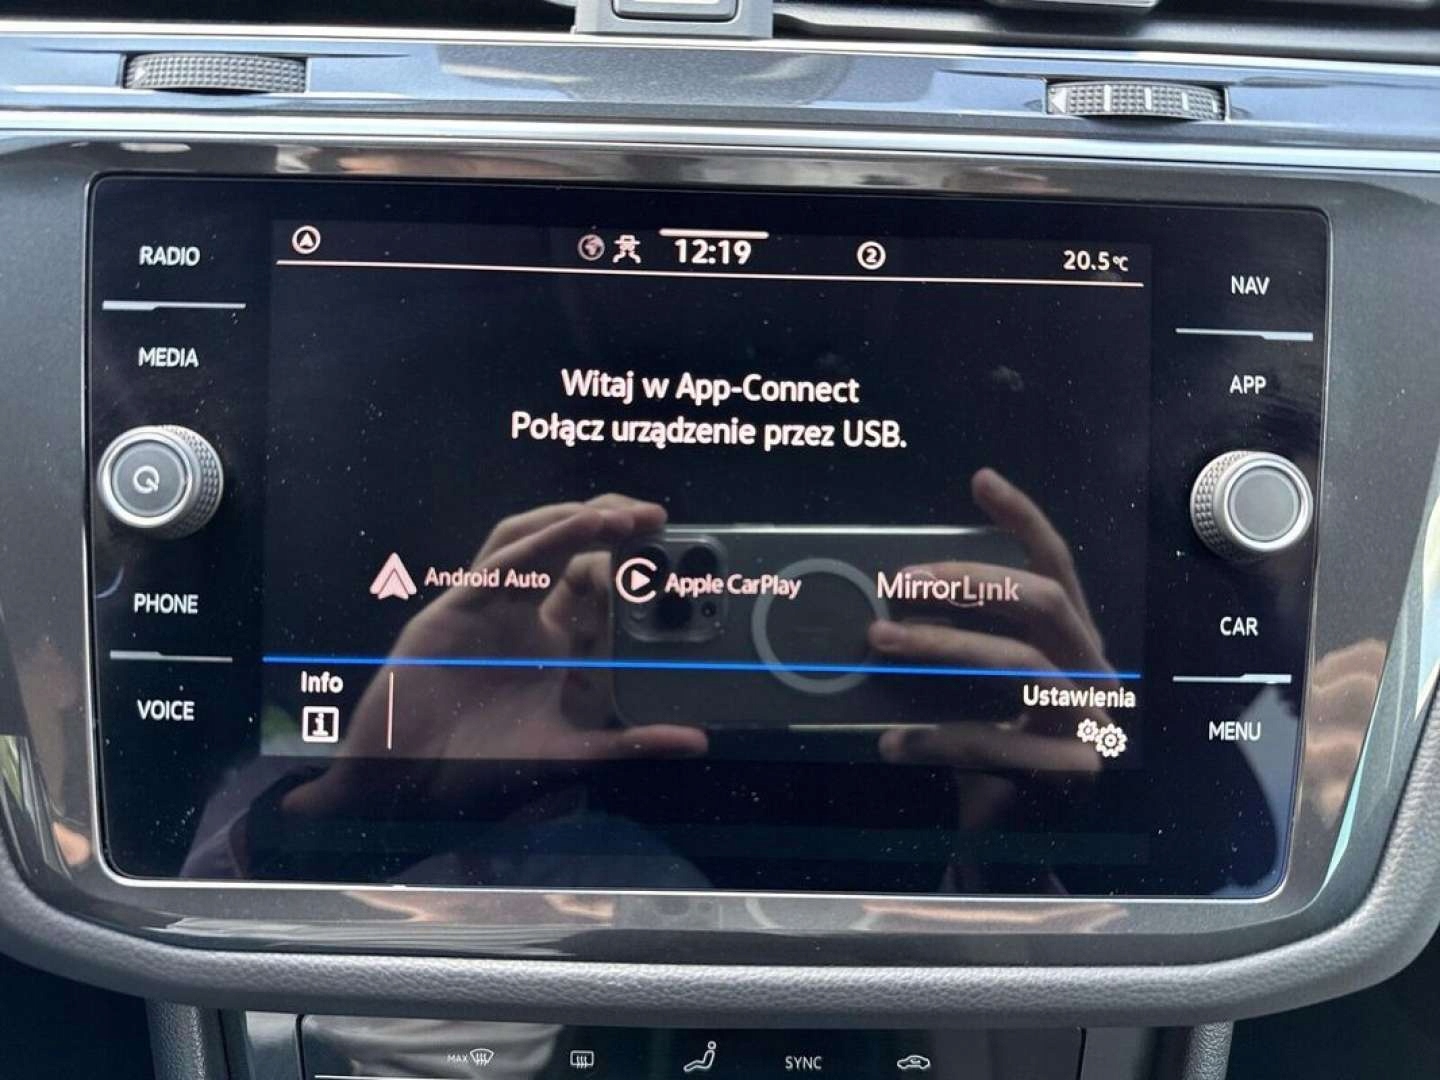 RADIO
MEDIA
PHONE
VOICE
12:19
2
20.5°C
Witaj w App-Connect
Połącz urządzenie przez USB.
Android Auto
Apple CarPlay
MirrorLink
Info
Ustawienia
NAV
APP
CAR
MENU
MAX
SYNC